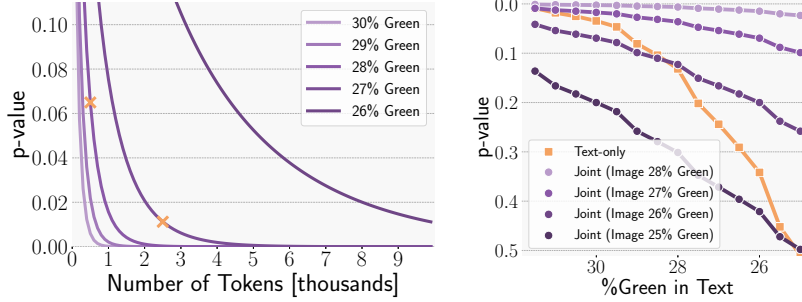 p-value
0.10
0.08
0.06
0.04
0.02
0.00
0 1 2 3 4 5 6 7 8 9
Number of Tokens [thousands]
30% Green
29% Green
28% Green
27% Green
26% Green
p-value
0.0
0.1
0.2
0.3
0.4
0.5
30 28 26
%Green in Text
Text-only
Joint (Image 28% Green)
Joint (Image 27% Green)
Joint (Image 26% Green)
Joint (Image 25% Green)